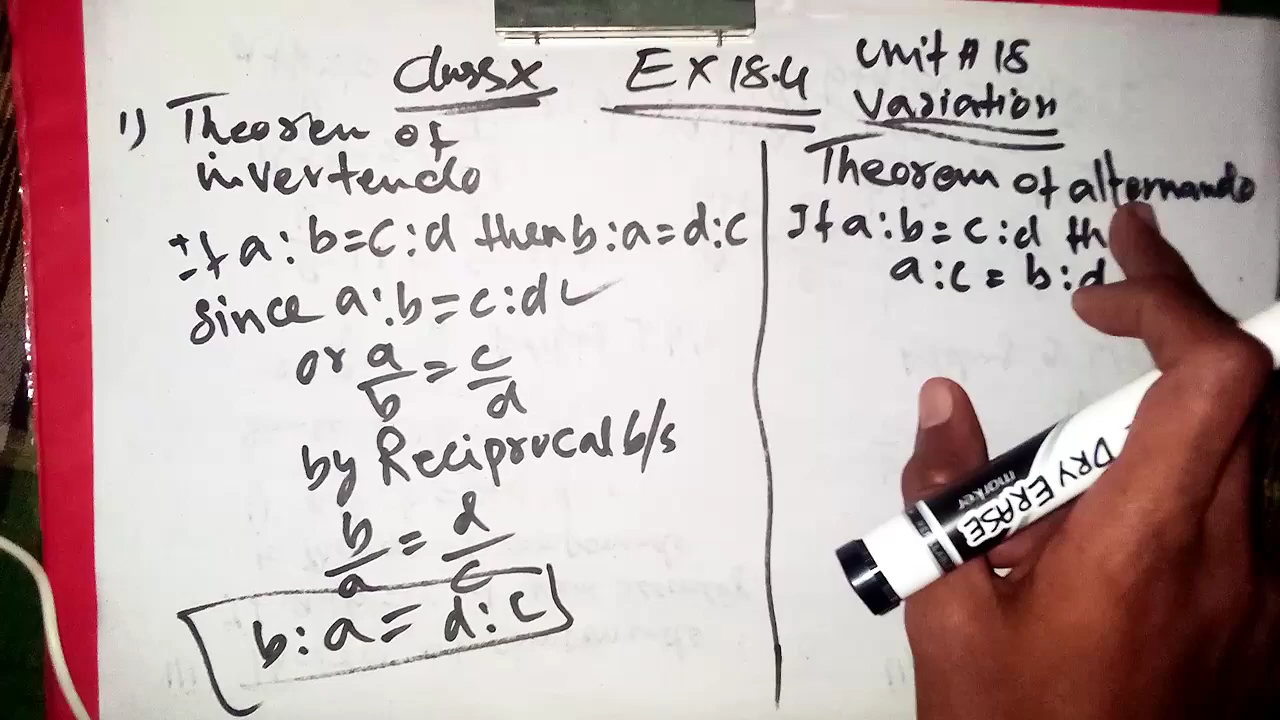 Class X Ex 18.4 Unit # 18
Variation
1) Theorem of
invertendo
If a:b=c:d then b:a=d:c
since a:b=c:d
or a/b = c/d
by Reciprocal b/s
b/a = d/c
b:a = d:c
Theorem of alternando
If a:b = c:d th
a:c = b:d
DRY ERASE
marker